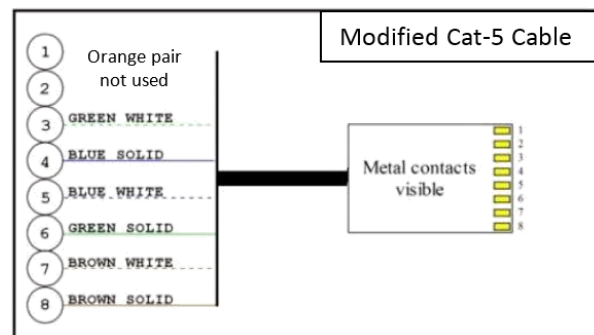 Modified Cat-5 Cable
Orange pair
not used
1
2
3 GREEN WHITE
4 BLUE SOLID
5 BLUE WHITE
6 GREEN SOLID
7 BROWN WHITE
8 BROWN SOLID
Metal contacts
visible
1
2
3
4
5
6
7
8